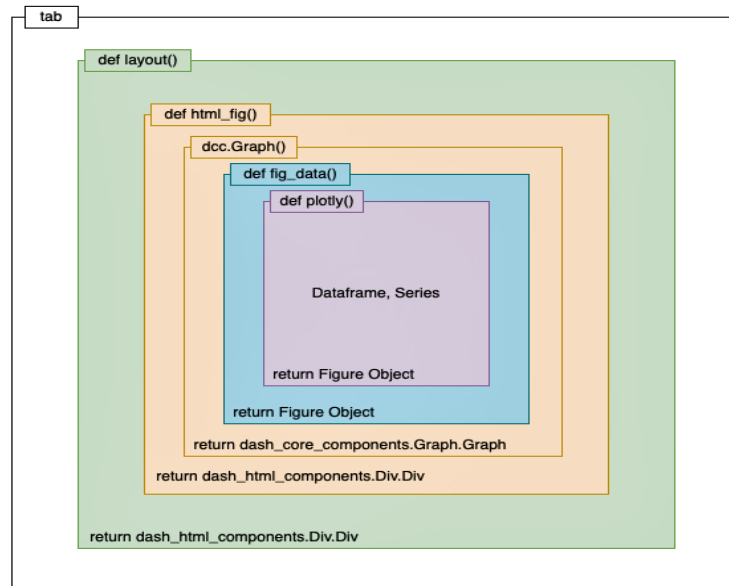 tab
def layout()
def html_fig()
dcc.Graph()
def fig_data()
def plotly()
Dataframe, Series
return Figure Object
return Figure Object
return dash_core_components.Graph.Graph
return dash_html_components.Div.Div
return dash_html_components.Div.Div